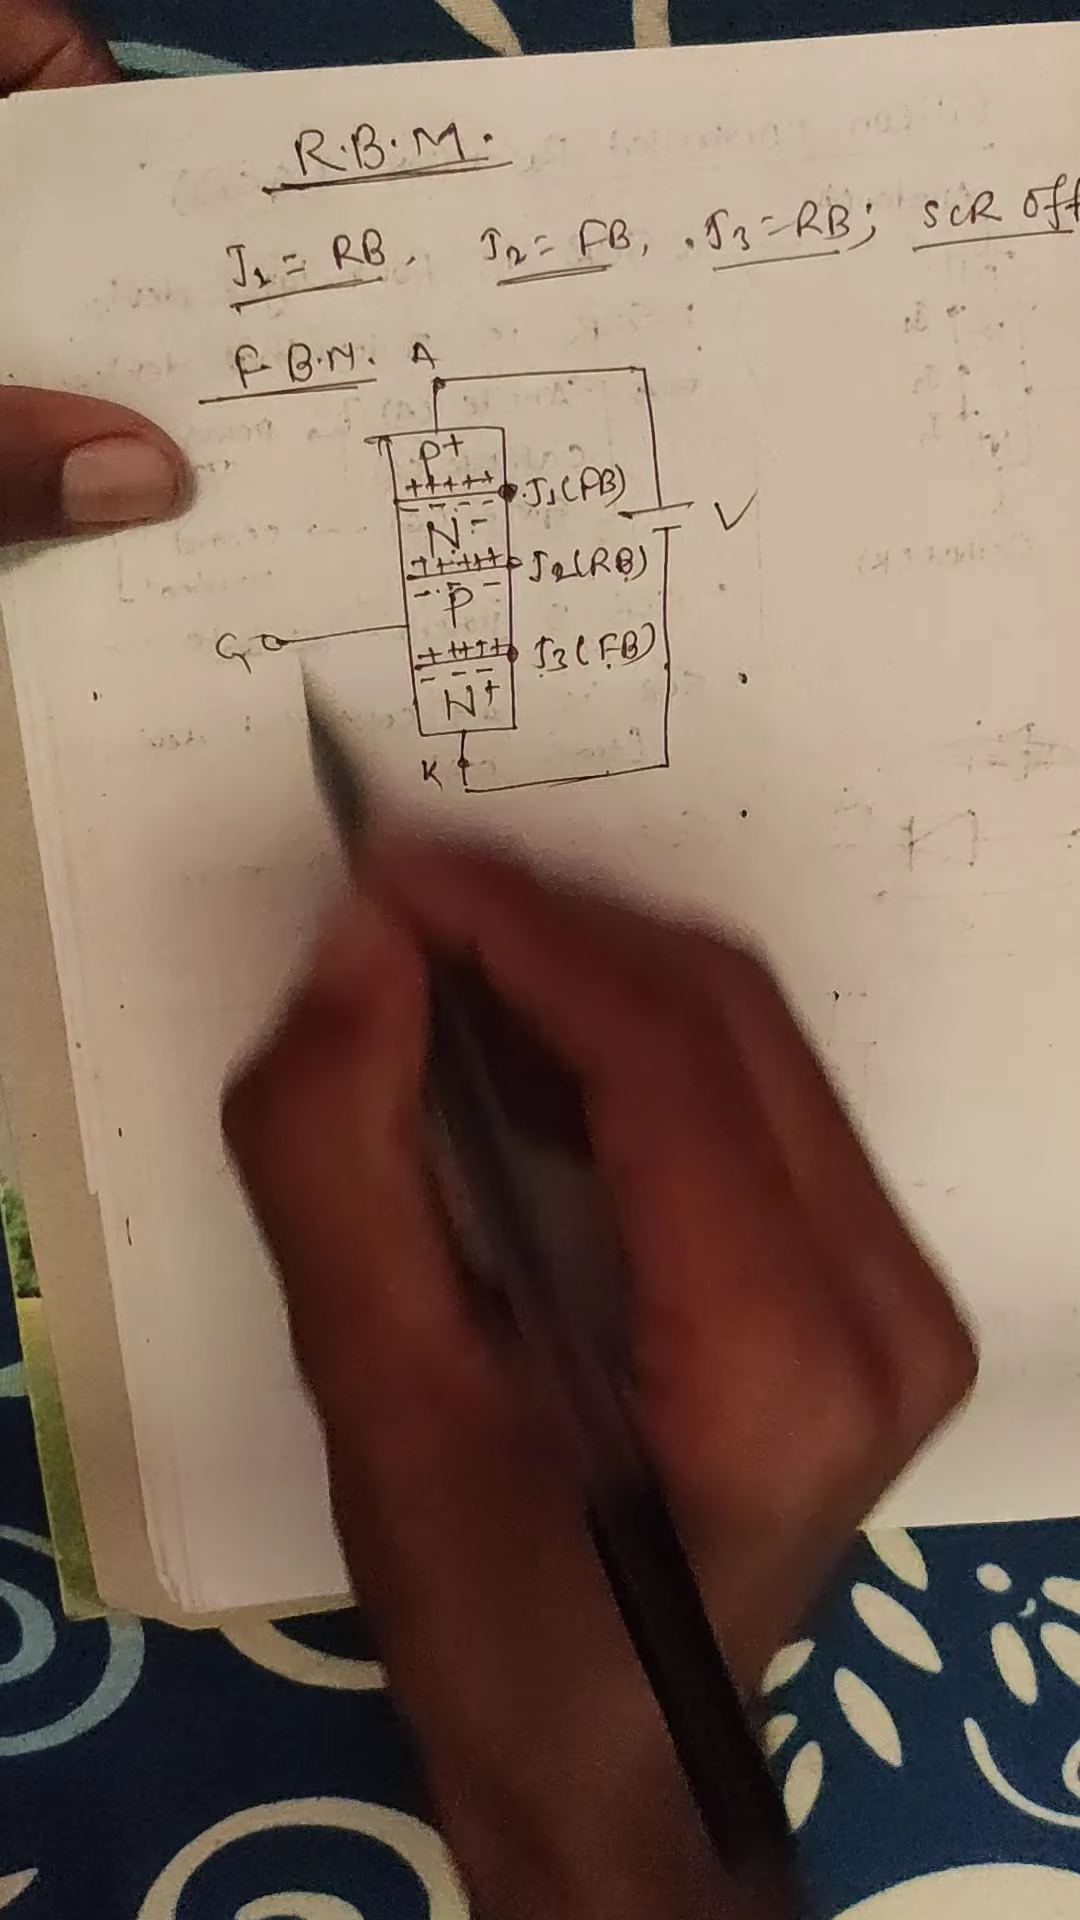 R.B.M.
J1 = RB, J2 = FB, J3 = RB; SCR Off
F.B.M. A
P+
+++++ J1(FB)
- - - -
N- V
+++++ J2(RB)
- - -
P
G
+++++ J3(FB)
- - -
N+
K